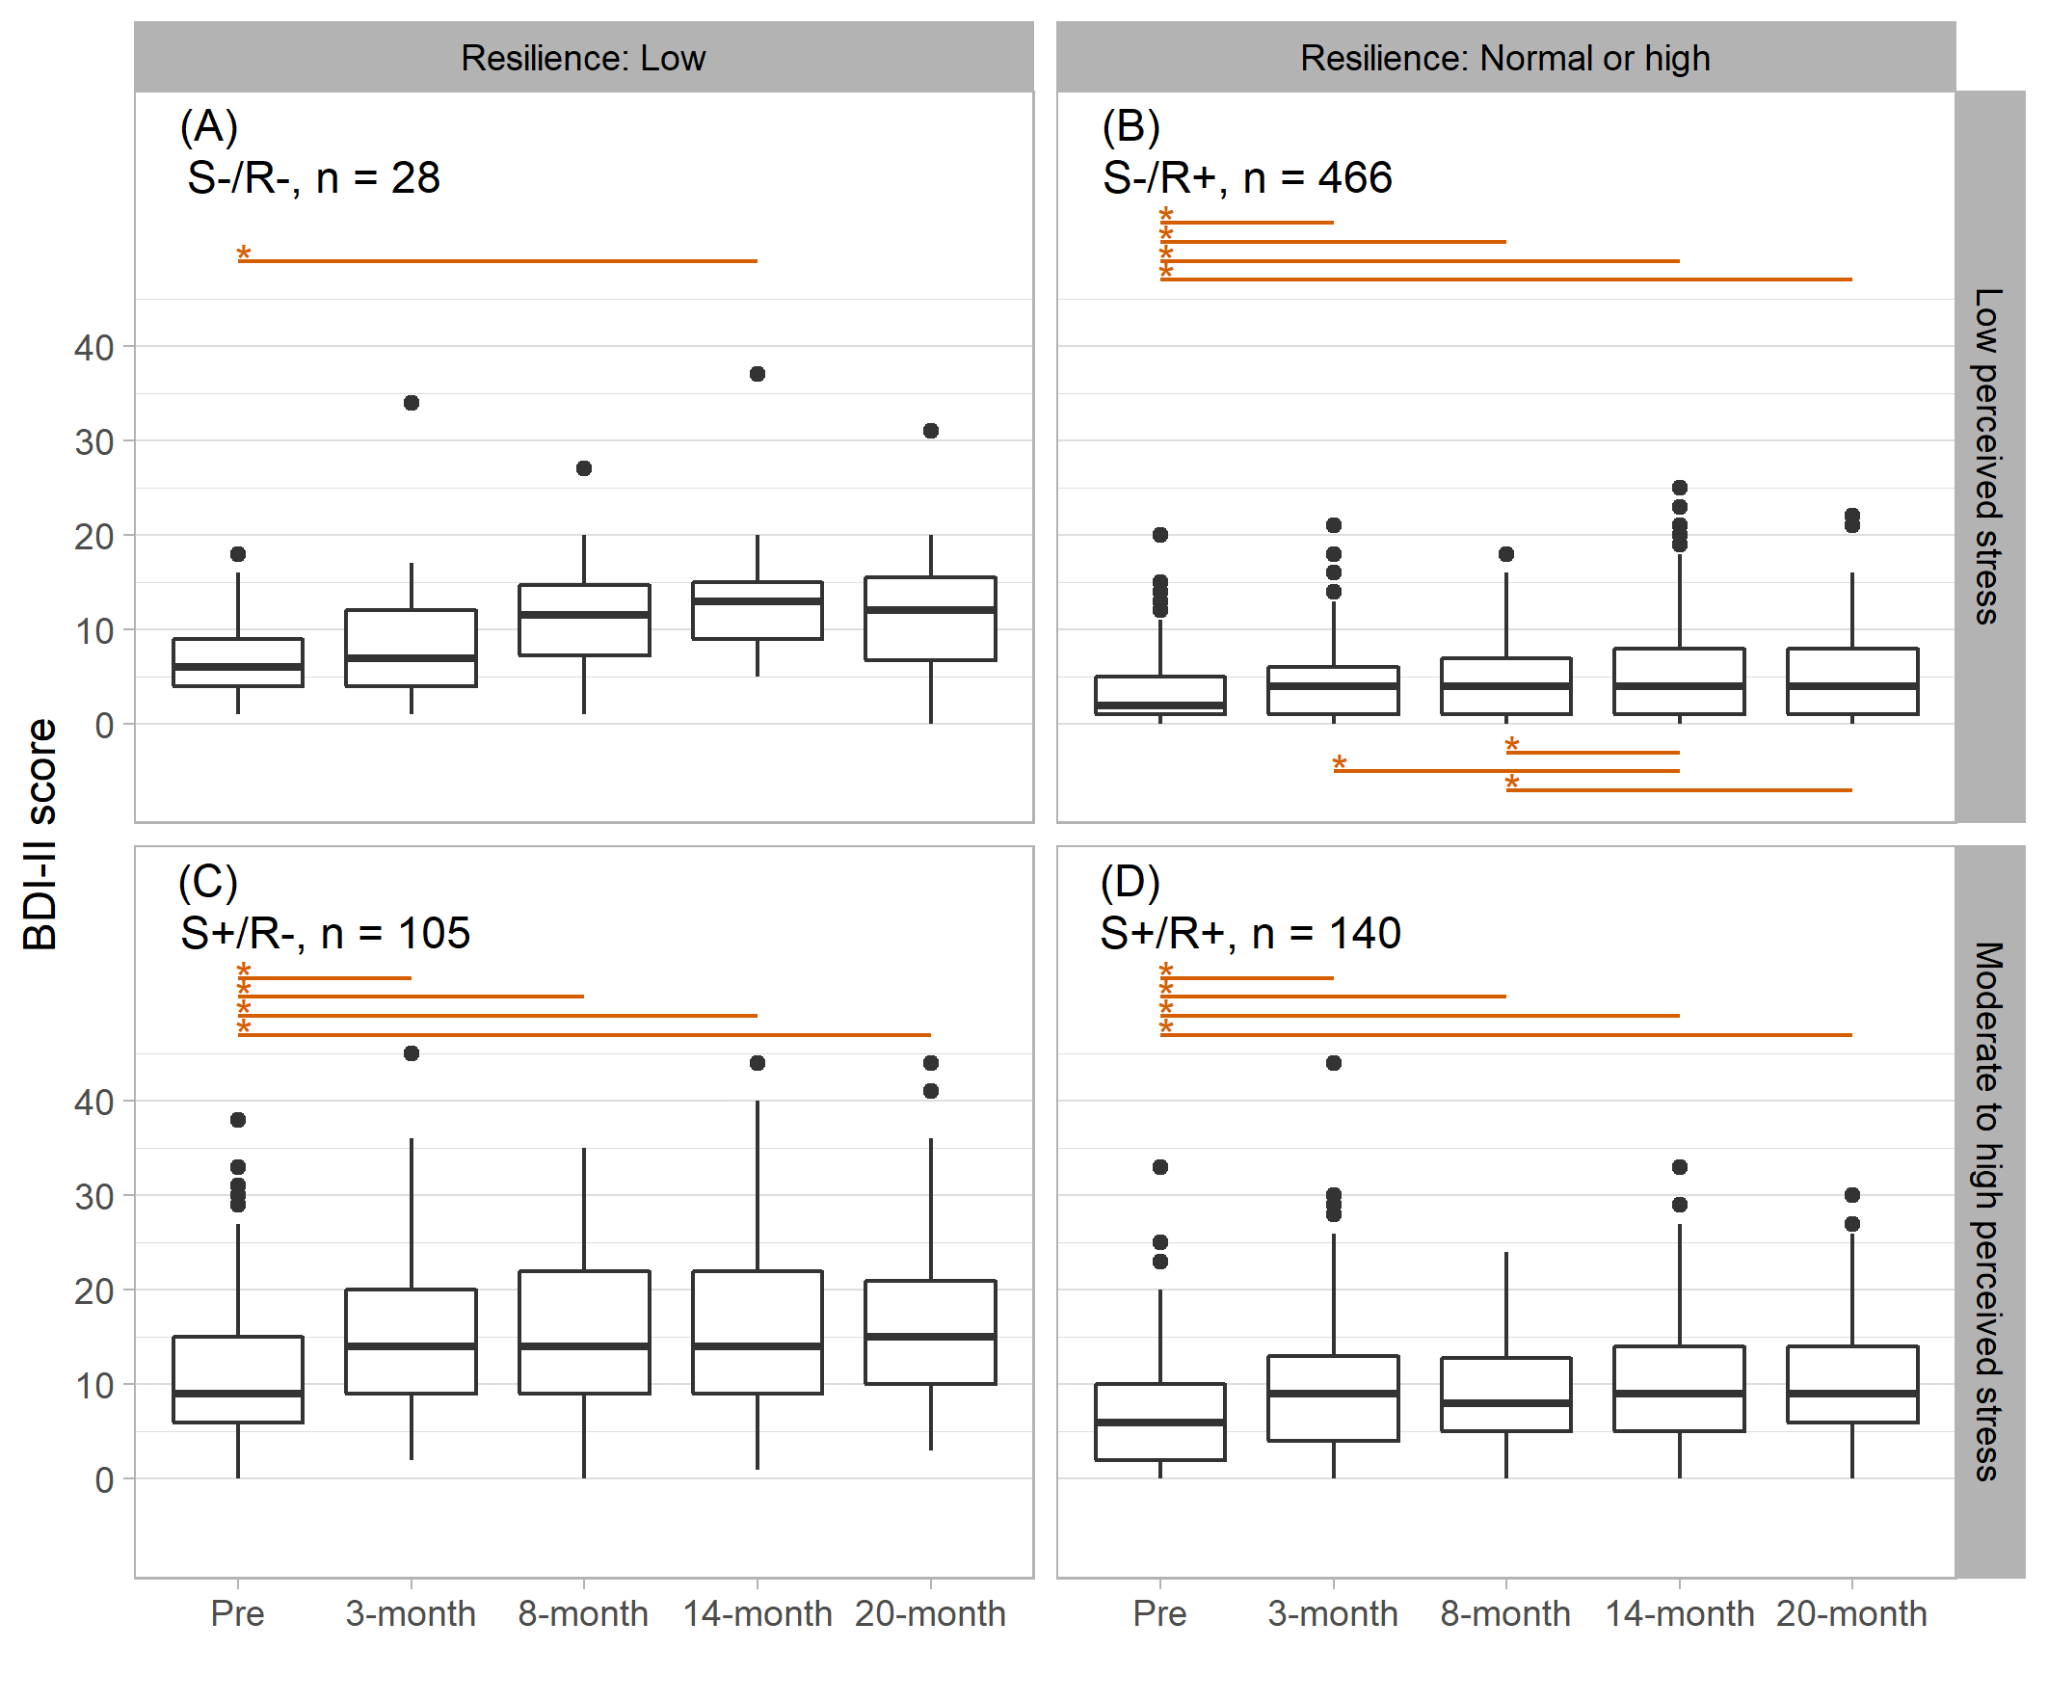 Resilience: Low
Resilience: Normal or high
(A)
S-/R-, n = 28
*
(B)
S-/R+, n = 466
*
*
*
*
40
30
20
10
0
*
*
*
Low perceived stress
BDI-II score
(C)
S+/R-, n = 105
*
*
*
*
(D)
S+/R+, n = 140
*
*
*
*
40
30
20
10
0
Moderate to high perceived stress
Pre 3-month 8-month 14-month 20-month
Pre 3-month 8-month 14-month 20-month